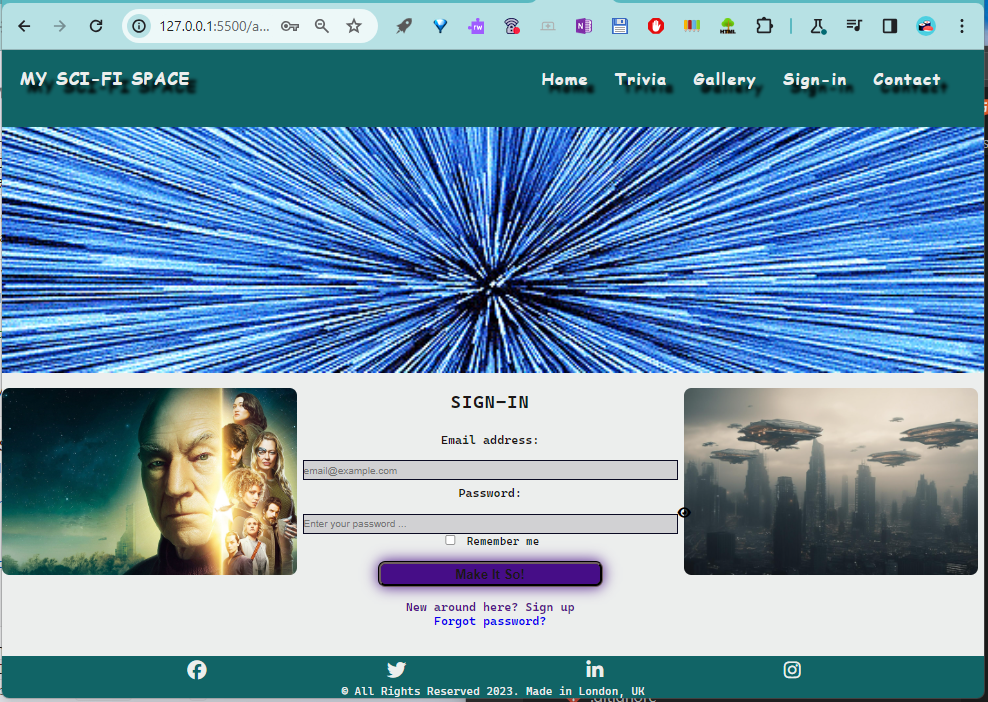 127.0.0.1:5500/a...
MY SCI-FI SPACE
Home Trivia Gallery Sign-in Contact
SIGN-IN
Email address:
email@example.com
Password:
Enter your password ...
Remember me
Make It So!
New around here? Sign up
Forgot password?
© All Rights Reserved 2023. Made in London, UK
.gitignore